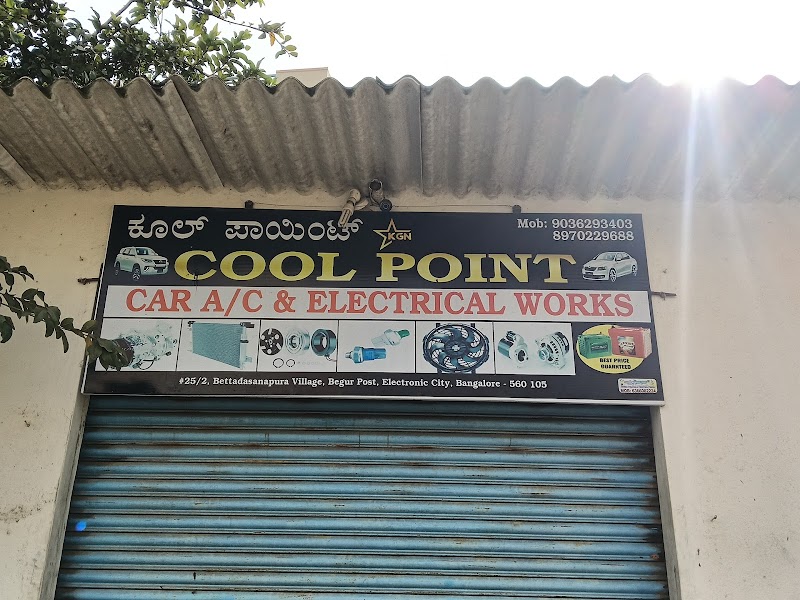 ಕೂಲ್ ಪಾಯಿಂಟ್
KGN
Mob: 9036293403
8970229688
COOL POINT
CAR A/C & ELECTRICAL WORKS
BEST PRICE
GUARNTEED
#25/2, Bettadasanapura Village, Begur Post, Electronic City, Bangalore - 560 105